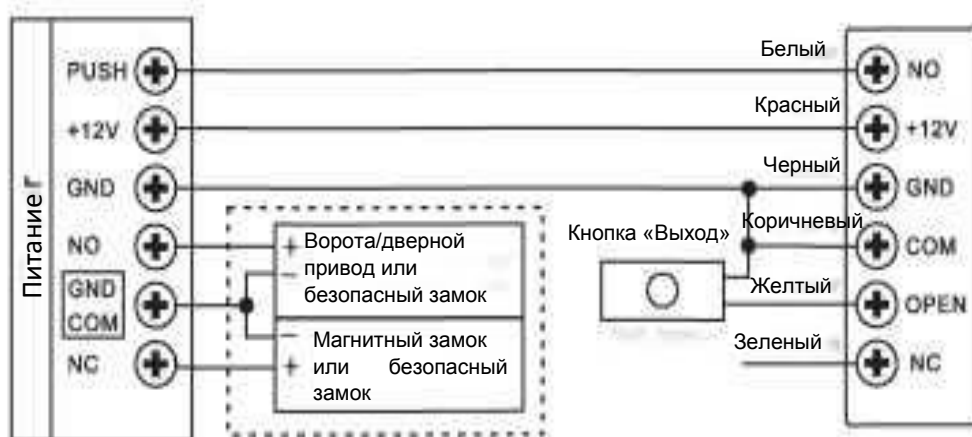 Питание г
PUSH
+12V
GND
NO
GND
COM
NC
Ворота/дверной
привод или
безопасный замок
Магнитный замок
или безопасный
замок
Кнопка «Выход»
Белый
Красный
Черный
Коричневый
Желтый
Зеленый
NO
+12V
GND
COM
OPEN
NC